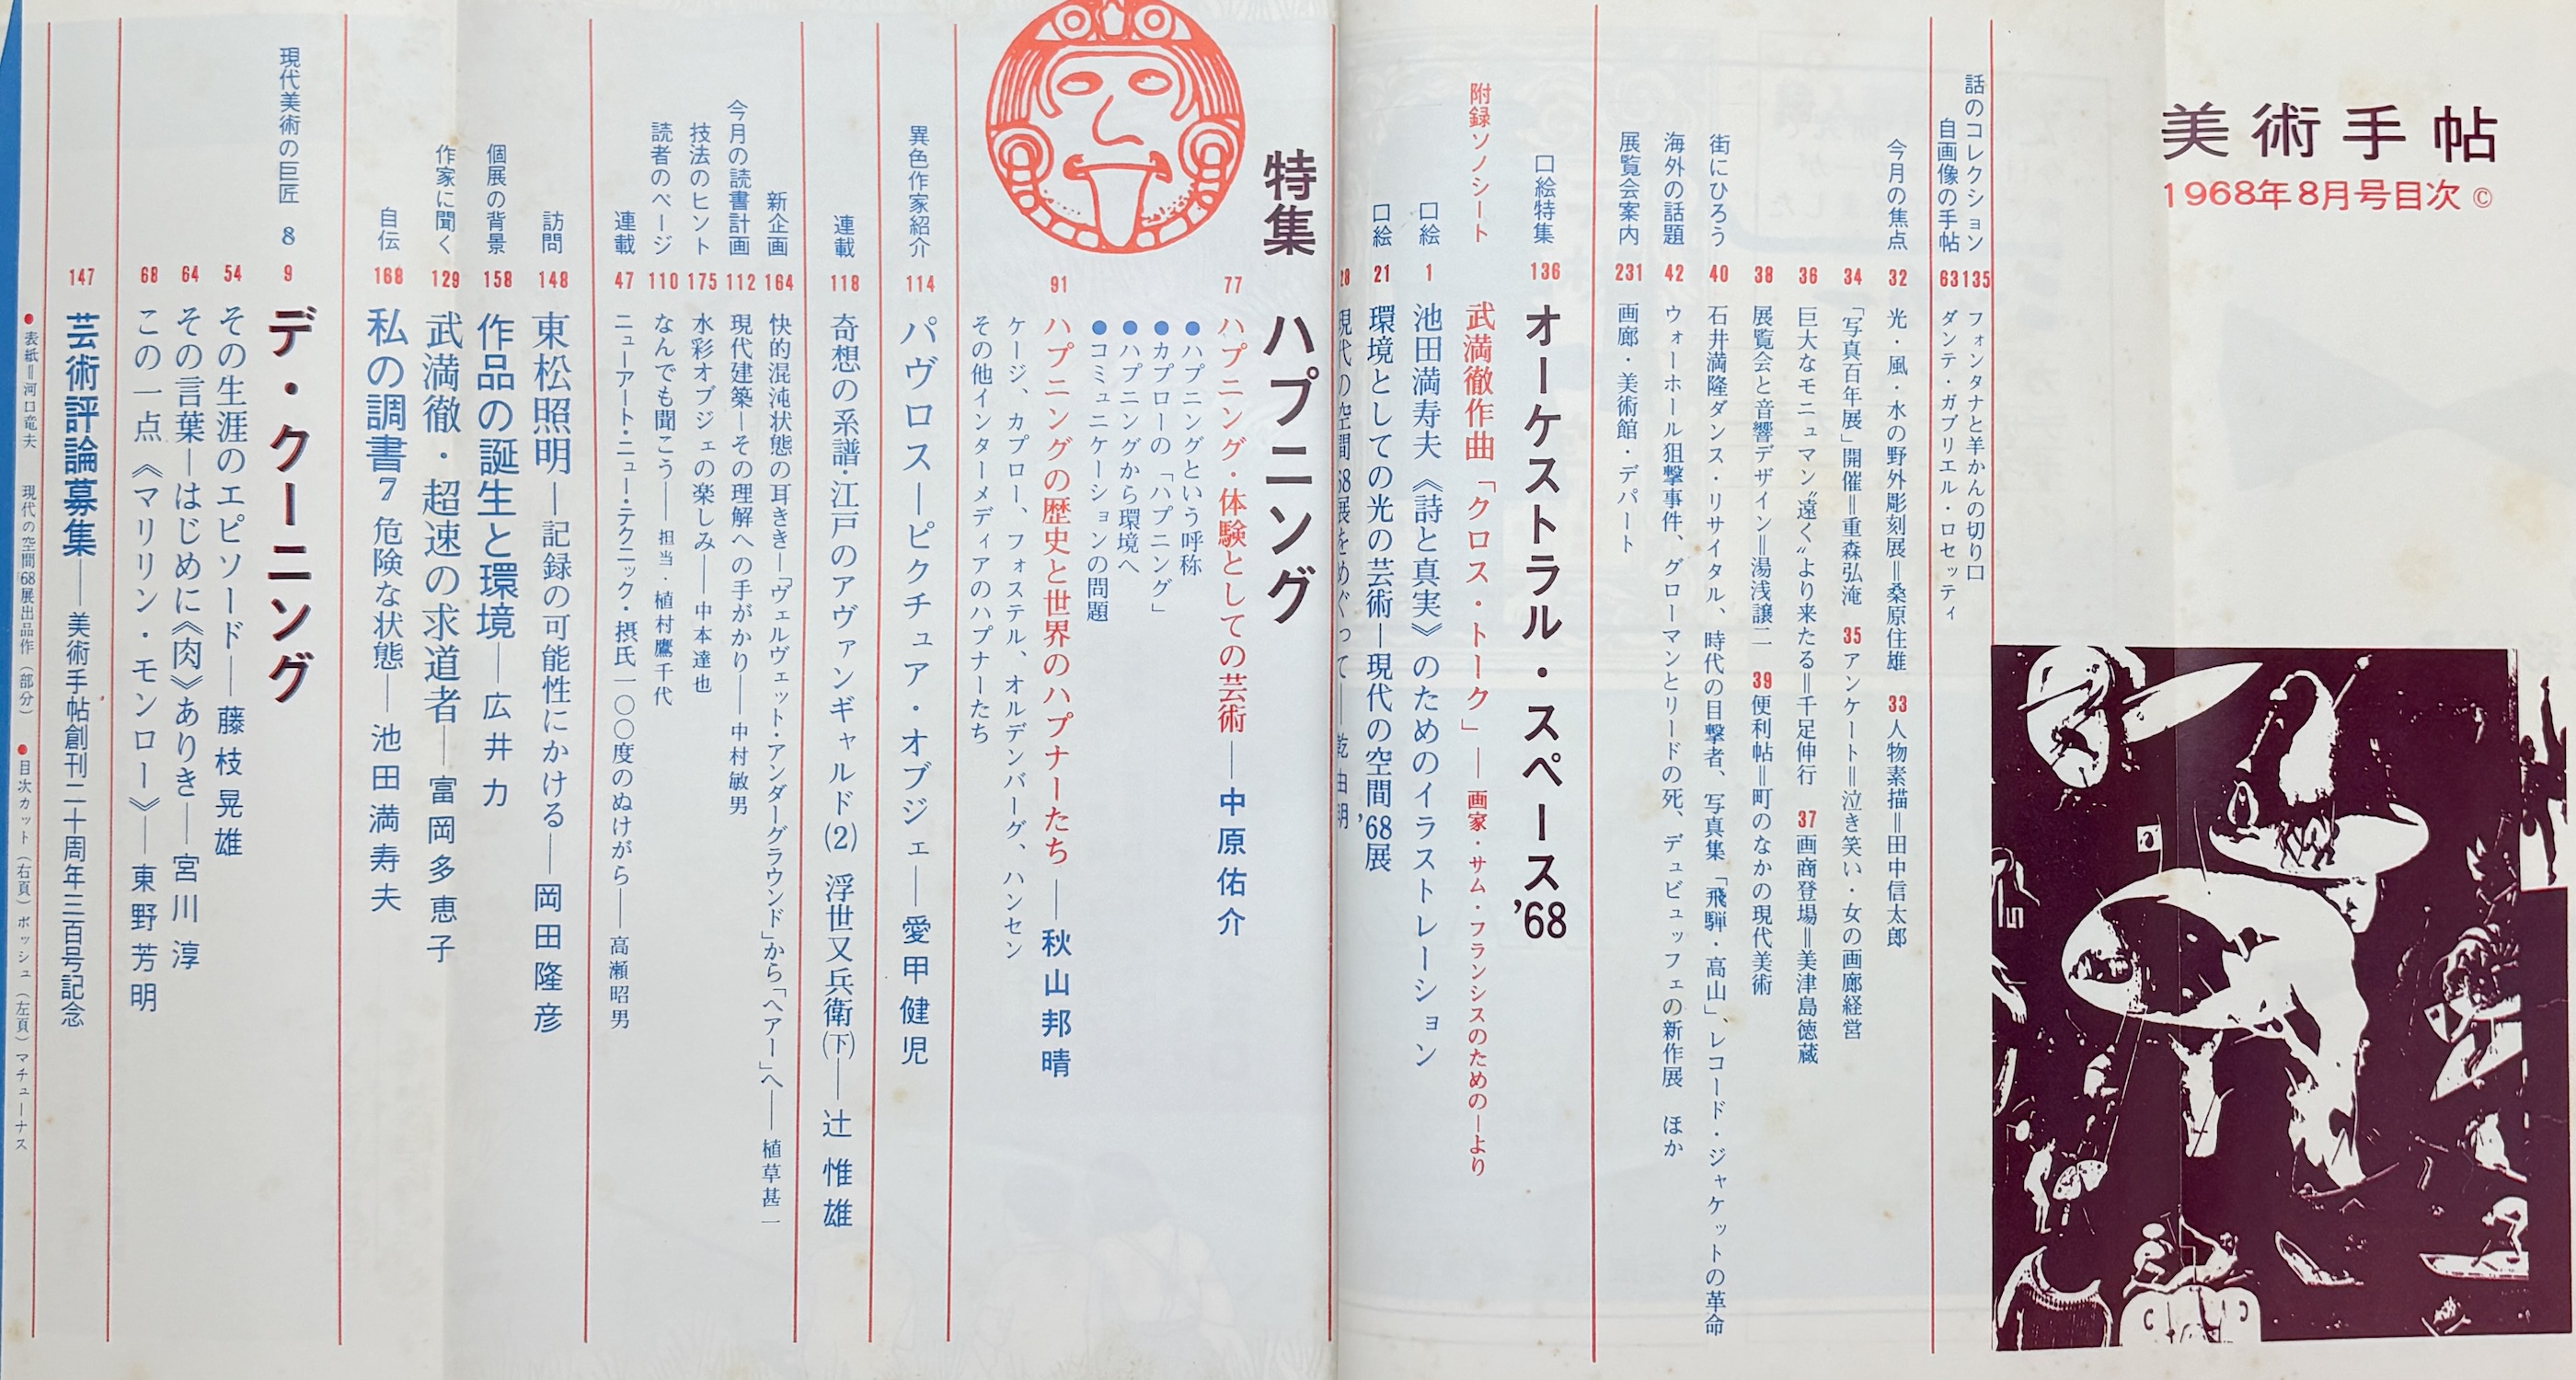 美術手帖
1968年8月号目次 ©
話のコレクション 135 フォンタナと羊かんの切り口
自画像の手帖 63 ダンテ・ガブリエル・ロセッティ
今月の焦点 32 光・風・水の野外彫刻展＝桑原住雄 33 人物素描＝田中信太郎
34 「写真百年展」開催＝重森弘淹 35 アンケート＝泣き笑い・女の画廊経営
36 巨大なモニュマン〝遠く〟より来たる＝千足伸行 37 画商登場＝美津島徳蔵
38 展覧会と音響デザイン＝湯浅譲二 39 便利帖＝町のなかの現代美術
街にひろう 40 石井満隆ダンス・リサイタル、時代の目撃者、写真集「飛騨・高山」、レコード・ジャケットの革命
海外の話題 42 ウォーホール狙撃事件、グローマンとリードの死、デュビュッフェの新作展 ほか
展覧会案内 231 画廊・美術館・デパート
口絵特集 136 オーケストラル・スペース'68
附録ソノシート 武満徹作曲「クロス・トーク」—画家・サム・フランシスのための—より
口絵 1 池田満寿夫《詩と真実》のためのイラストレーション
口絵 21 環境としての光の芸術—現代の空間'68展
28 現代の空間68展をめぐって—乾由明
特集 ハプニング
77 ハプニング・体験としての芸術—中原佑介
●ハプニングという呼称
●カプローの「ハプニング」
●ハプニングから環境へ
●コミュニケーションの問題
91 ハプニングの歴史と世界のハプナーたち—秋山邦晴
ケージ、カプロー、フォステル、オルデンバーグ、ハンセン
その他インターメディアのハプナーたち
異色作家紹介 114 パヴロス—ピクチュア・オブジェ—愛甲健児
連載 118 奇想の系譜・江戸のアヴァンギャルド(2) 浮世又兵衛(下)—辻 惟雄
新企画 164 快的混沌状態の耳きき—「ヴェルヴェット・アンダーグラウンド」から「ヘアー」へ—植草甚一
今月の読書計画 112 現代建築—その理解への手がかり—中村敏男
技法のヒント 175 水彩オブジェの楽しみ—中本達也
読者のページ 110 なんでも聞こう—担当・植村鷹千代
連載 47 ニューアート・ニュー・テクニック・摂氏一〇〇度のぬけがら—高瀬昭男
訪問 148 東松照明—記録の可能性にかける—岡田隆彦
個展の背景 158 作品の誕生と環境—広井力
作家に聞く 129 武満徹・超速の求道者—富岡多恵子
自伝 168 私の調書7 危険な状態—池田満寿夫
現代美術の巨匠 8 9 デ・クーニング
54 その生涯のエピソード—藤枝晃雄
64 その言葉—はじめに《肉》ありき—宮川淳
68 この一点《マリリン・モンロー》—東野芳明
147 芸術評論募集—美術手帖創刊二十周年三百号記念
●表紙＝河口竜夫 現代の空間68展出品作（部分） ●目次カット（右頁）ボッシュ（左頁）マチューナス